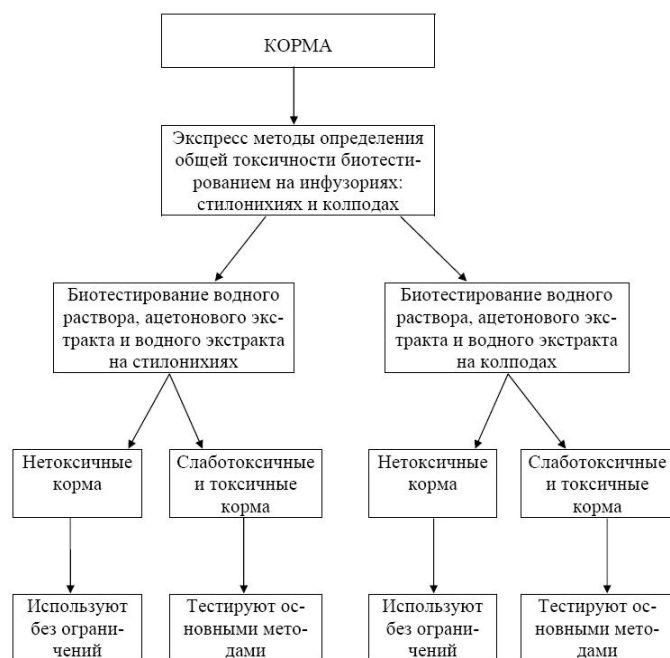 КОРМА
Экспресс методы определения
общей токсичности биотести-
рованием на инфузориях:
стилонихиях и колподах
Биотестирование водного
раствора, ацетонового экс-
тракта и водного экстракта
на стилонихиях
Биотестирование водного
раствора, ацетонового экс-
тракта и водного экстракта
на колподах
Нетоксичные
корма
Слаботоксичные
и токсичные
корма
Нетоксичные
корма
Слаботоксичные
и токсичные
корма
Используют
без ограни-
чений
Тестируют ос-
новными мето-
дами
Используют
без ограни-
чений
Тестируют ос-
новными мето-
дами